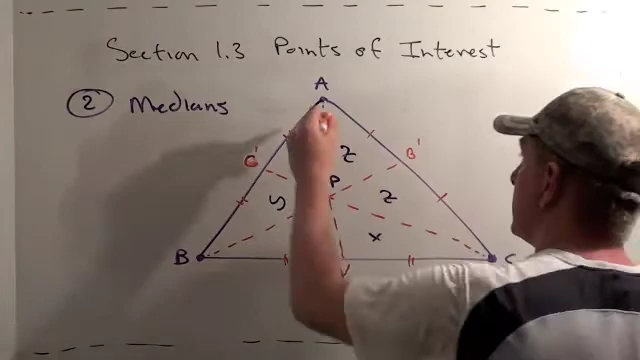 Section 1.3 Points of Interest
A
2 Medians
C' B'
z
P
y z
x
B C